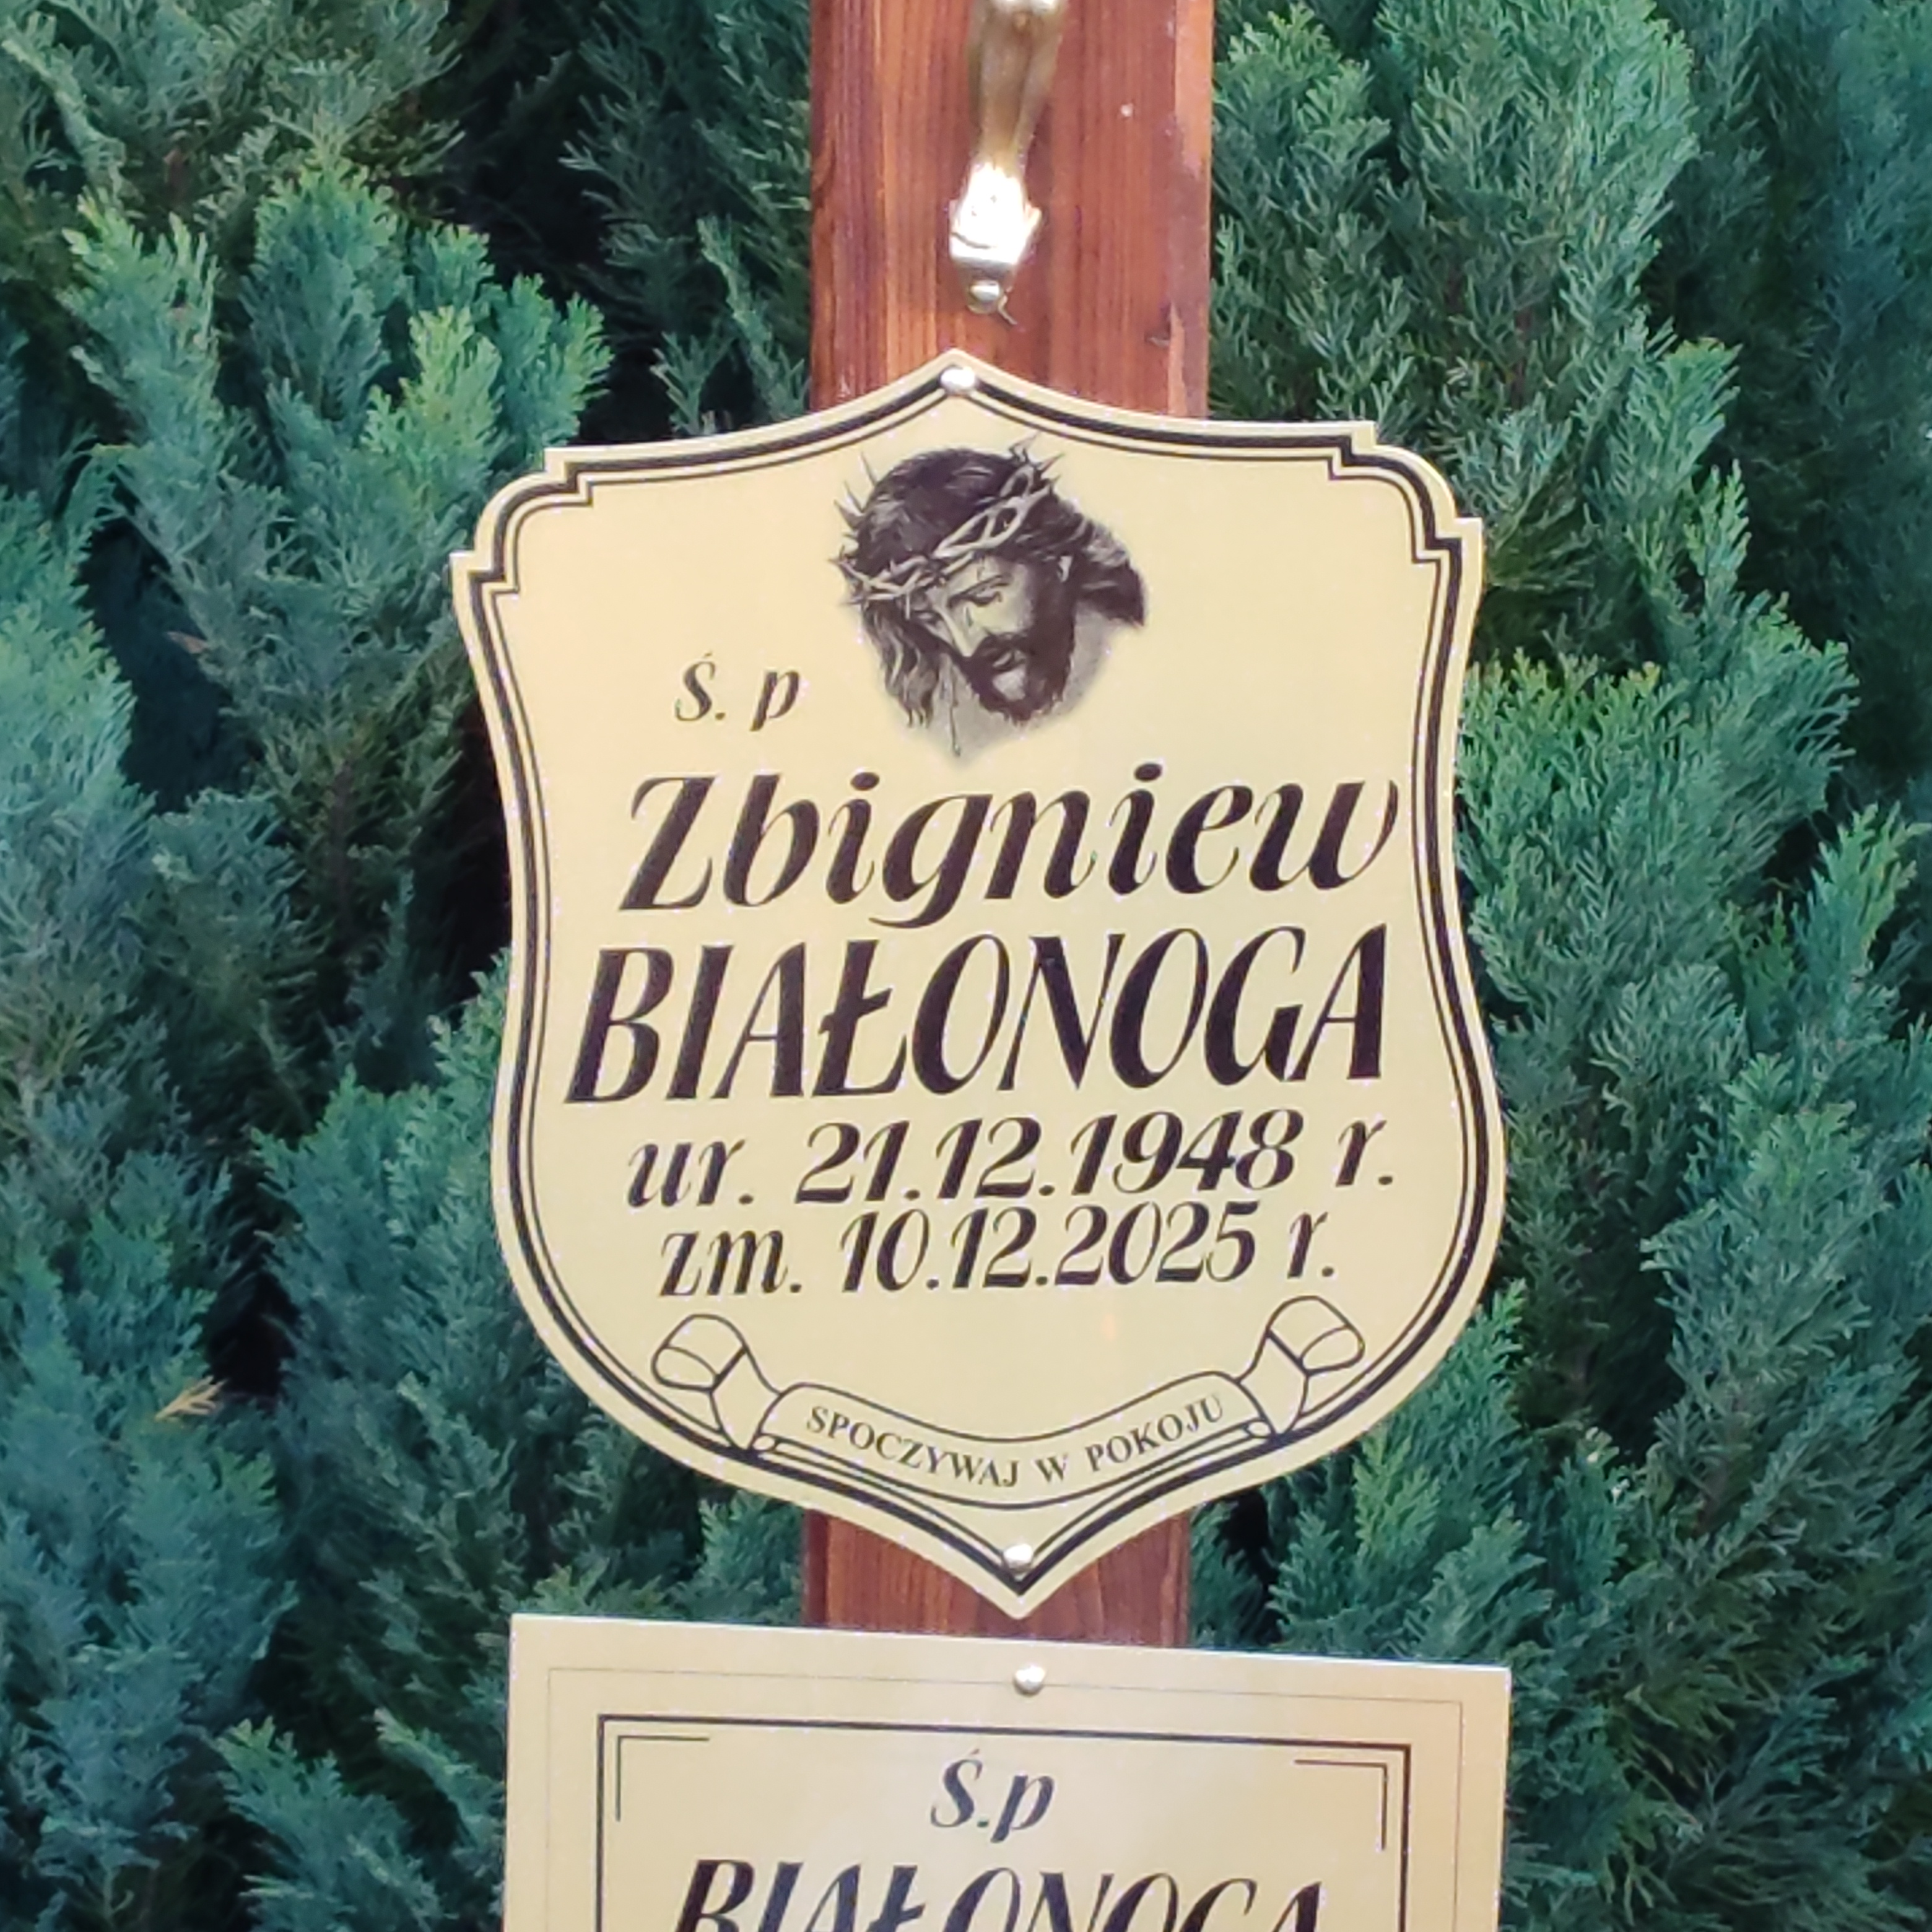 Ś. p
Zbigniew
BIAŁONOGA
ur. 21.12.1948 r.
zm. 10.12.2025 r.
SPOCZYWAJ W POKOJU
Ś.p
BIAŁONOGA